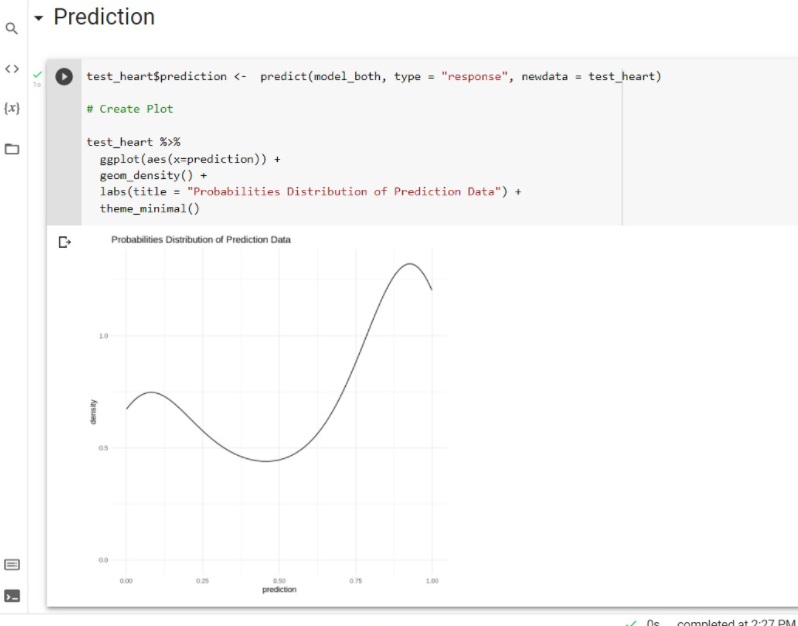 Prediction
{x}
test_heart$prediction <-  predict(model_both, type = "response", newdata = test_heart)
# Create Plot
test_heart %>%
ggplot(aes(x=prediction)) +
geom_density() +
labs(title = "Probabilities Distribution of Prediction Data") +
theme_minimal()
Probabilities Distribution of Prediction Data
1.0
density
0.5
0.0
0.00 0.25 0.50 0.75 1.00
prediction
0s completed at 2:27 PM